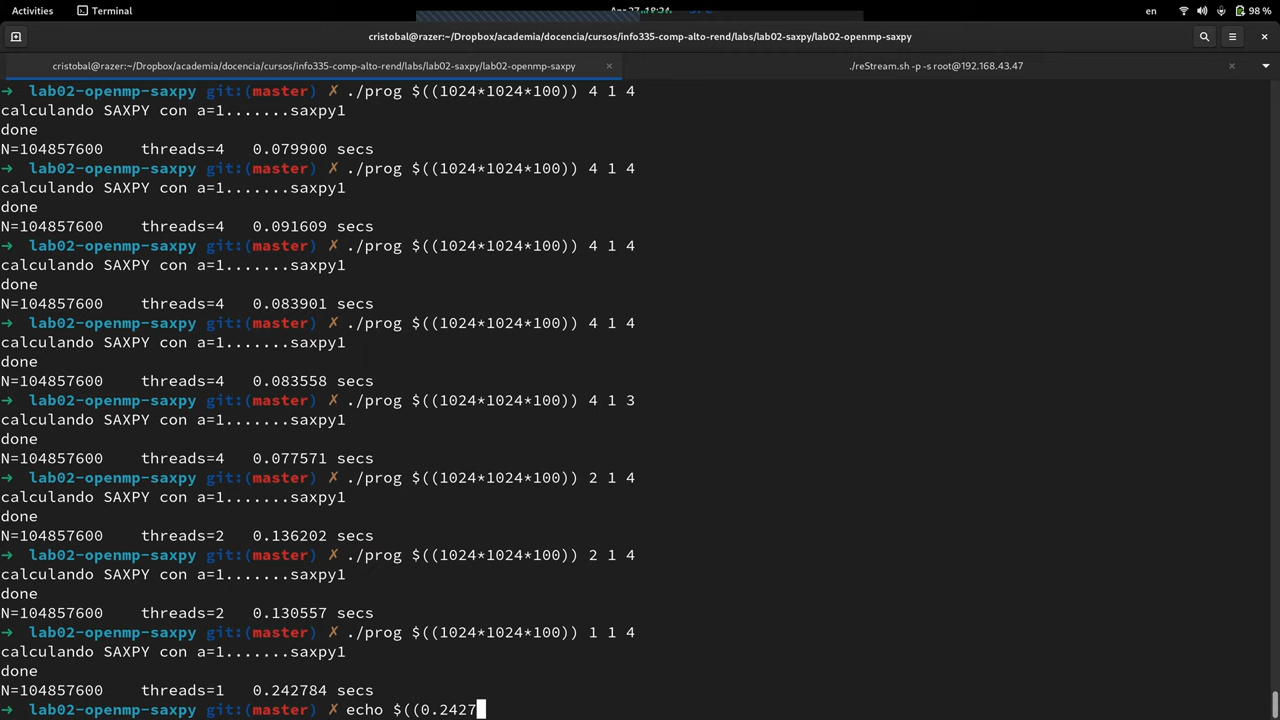 Activities Terminal en 98 %
cristobal@razer:~/Dropbox/academia/docencia/cursos/info335-comp-alto-rend/labs/lab02-saxpy/lab02-openmp-saxpy
cristobal@razer:~/Dropbox/academia/docencia/cursos/info335-comp-alto-rend/labs/lab02-saxpy/lab02-openmp-saxpy × ./reStream.sh -p -s root@192.168.43.47 ×
➜ lab02-openmp-saxpy git:(master) ✗ ./prog $((1024*1024*100)) 4 1 4
calculando SAXPY con a=1.......saxpy1
done
N=104857600 threads=4 0.079900 secs
➜ lab02-openmp-saxpy git:(master) ✗ ./prog $((1024*1024*100)) 4 1 4
calculando SAXPY con a=1.......saxpy1
done
N=104857600 threads=4 0.091609 secs
➜ lab02-openmp-saxpy git:(master) ✗ ./prog $((1024*1024*100)) 4 1 4
calculando SAXPY con a=1.......saxpy1
done
N=104857600 threads=4 0.083901 secs
➜ lab02-openmp-saxpy git:(master) ✗ ./prog $((1024*1024*100)) 4 1 4
calculando SAXPY con a=1.......saxpy1
done
N=104857600 threads=4 0.083558 secs
➜ lab02-openmp-saxpy git:(master) ✗ ./prog $((1024*1024*100)) 4 1 3
calculando SAXPY con a=1.......saxpy1
done
N=104857600 threads=4 0.077571 secs
➜ lab02-openmp-saxpy git:(master) ✗ ./prog $((1024*1024*100)) 2 1 4
calculando SAXPY con a=1.......saxpy1
done
N=104857600 threads=2 0.136202 secs
➜ lab02-openmp-saxpy git:(master) ✗ ./prog $((1024*1024*100)) 2 1 4
calculando SAXPY con a=1.......saxpy1
done
N=104857600 threads=2 0.130557 secs
➜ lab02-openmp-saxpy git:(master) ✗ ./prog $((1024*1024*100)) 1 1 4
calculando SAXPY con a=1.......saxpy1
done
N=104857600 threads=1 0.242784 secs
➜ lab02-openmp-saxpy git:(master) ✗ echo $((0.2427